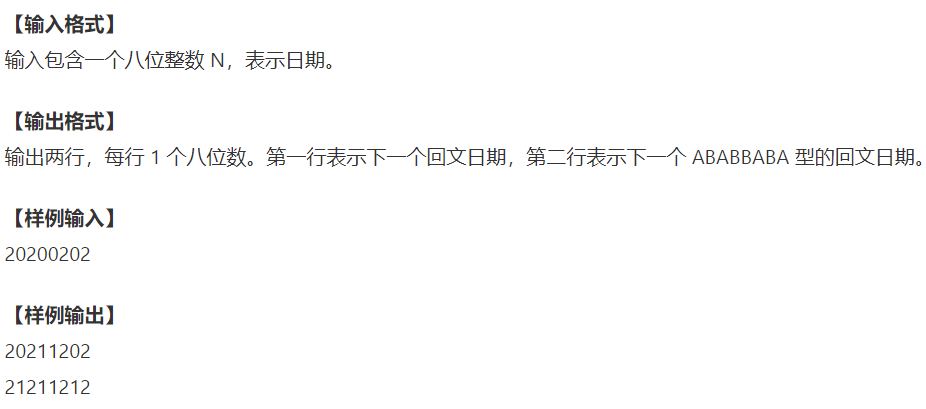 【输入格式】
输入包含一个八位整数 N，表示日期。
【输出格式】
输出两行，每行 1 个八位数。第一行表示下一个回文日期，第二行表示下一个 ABABBABA 型的回文日期。
【样例输入】
20200202
【样例输出】
20211202
21211212